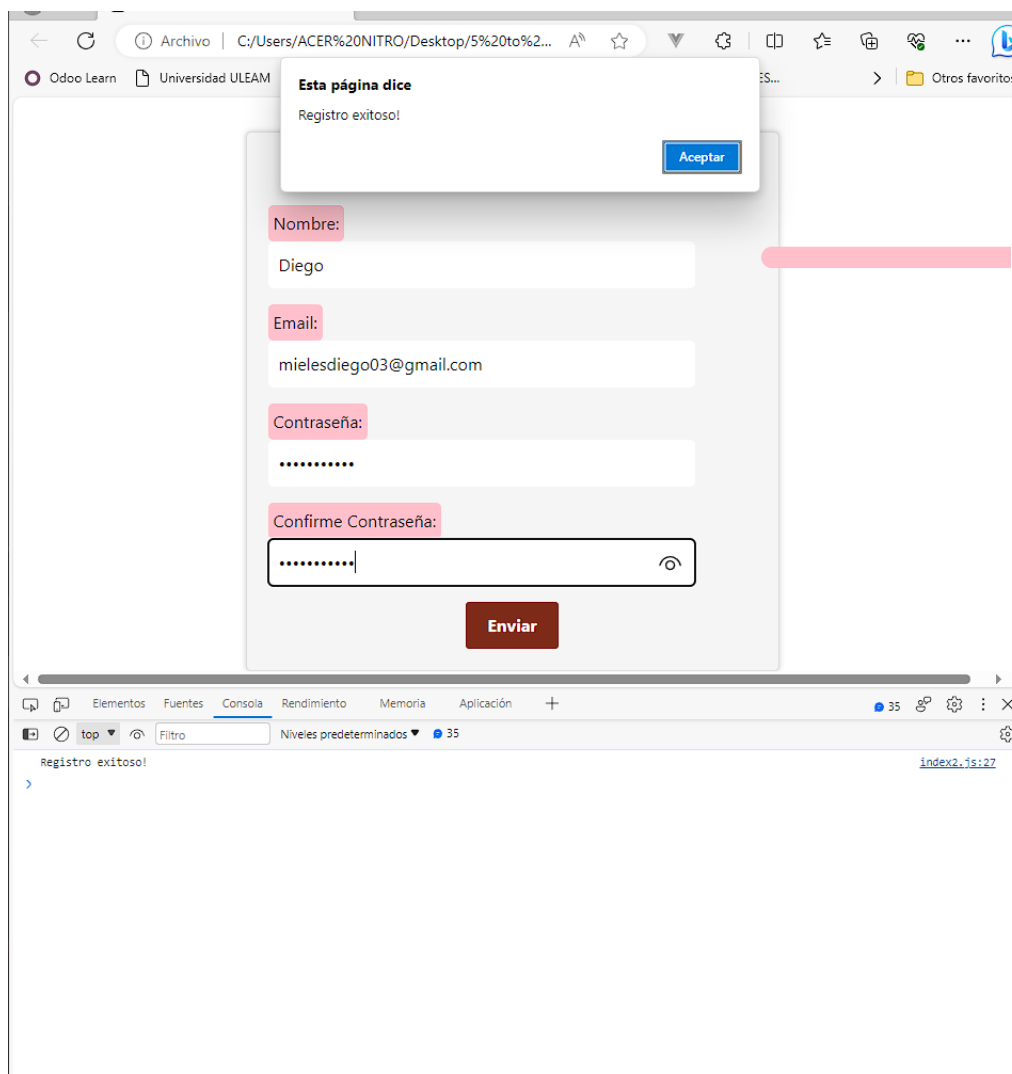 Archivo | C:/Users/ACER%20NITRO/Desktop/5%20to%2... A
Odoo Learn Universidad ULEAM ES... > Otros favoritos
Esta página dice
Registro exitoso!
Aceptar
Nombre:
Diego
Email:
mielesdiego03@gmail.com
Contraseña:
•••••••••••
Confirme Contraseña:
•••••••••••
Enviar
Elementos Fuentes Consola Rendimiento Memoria Aplicación + 35
top Filtro Niveles predeterminados 35
Registro exitoso! index2.js:27
>